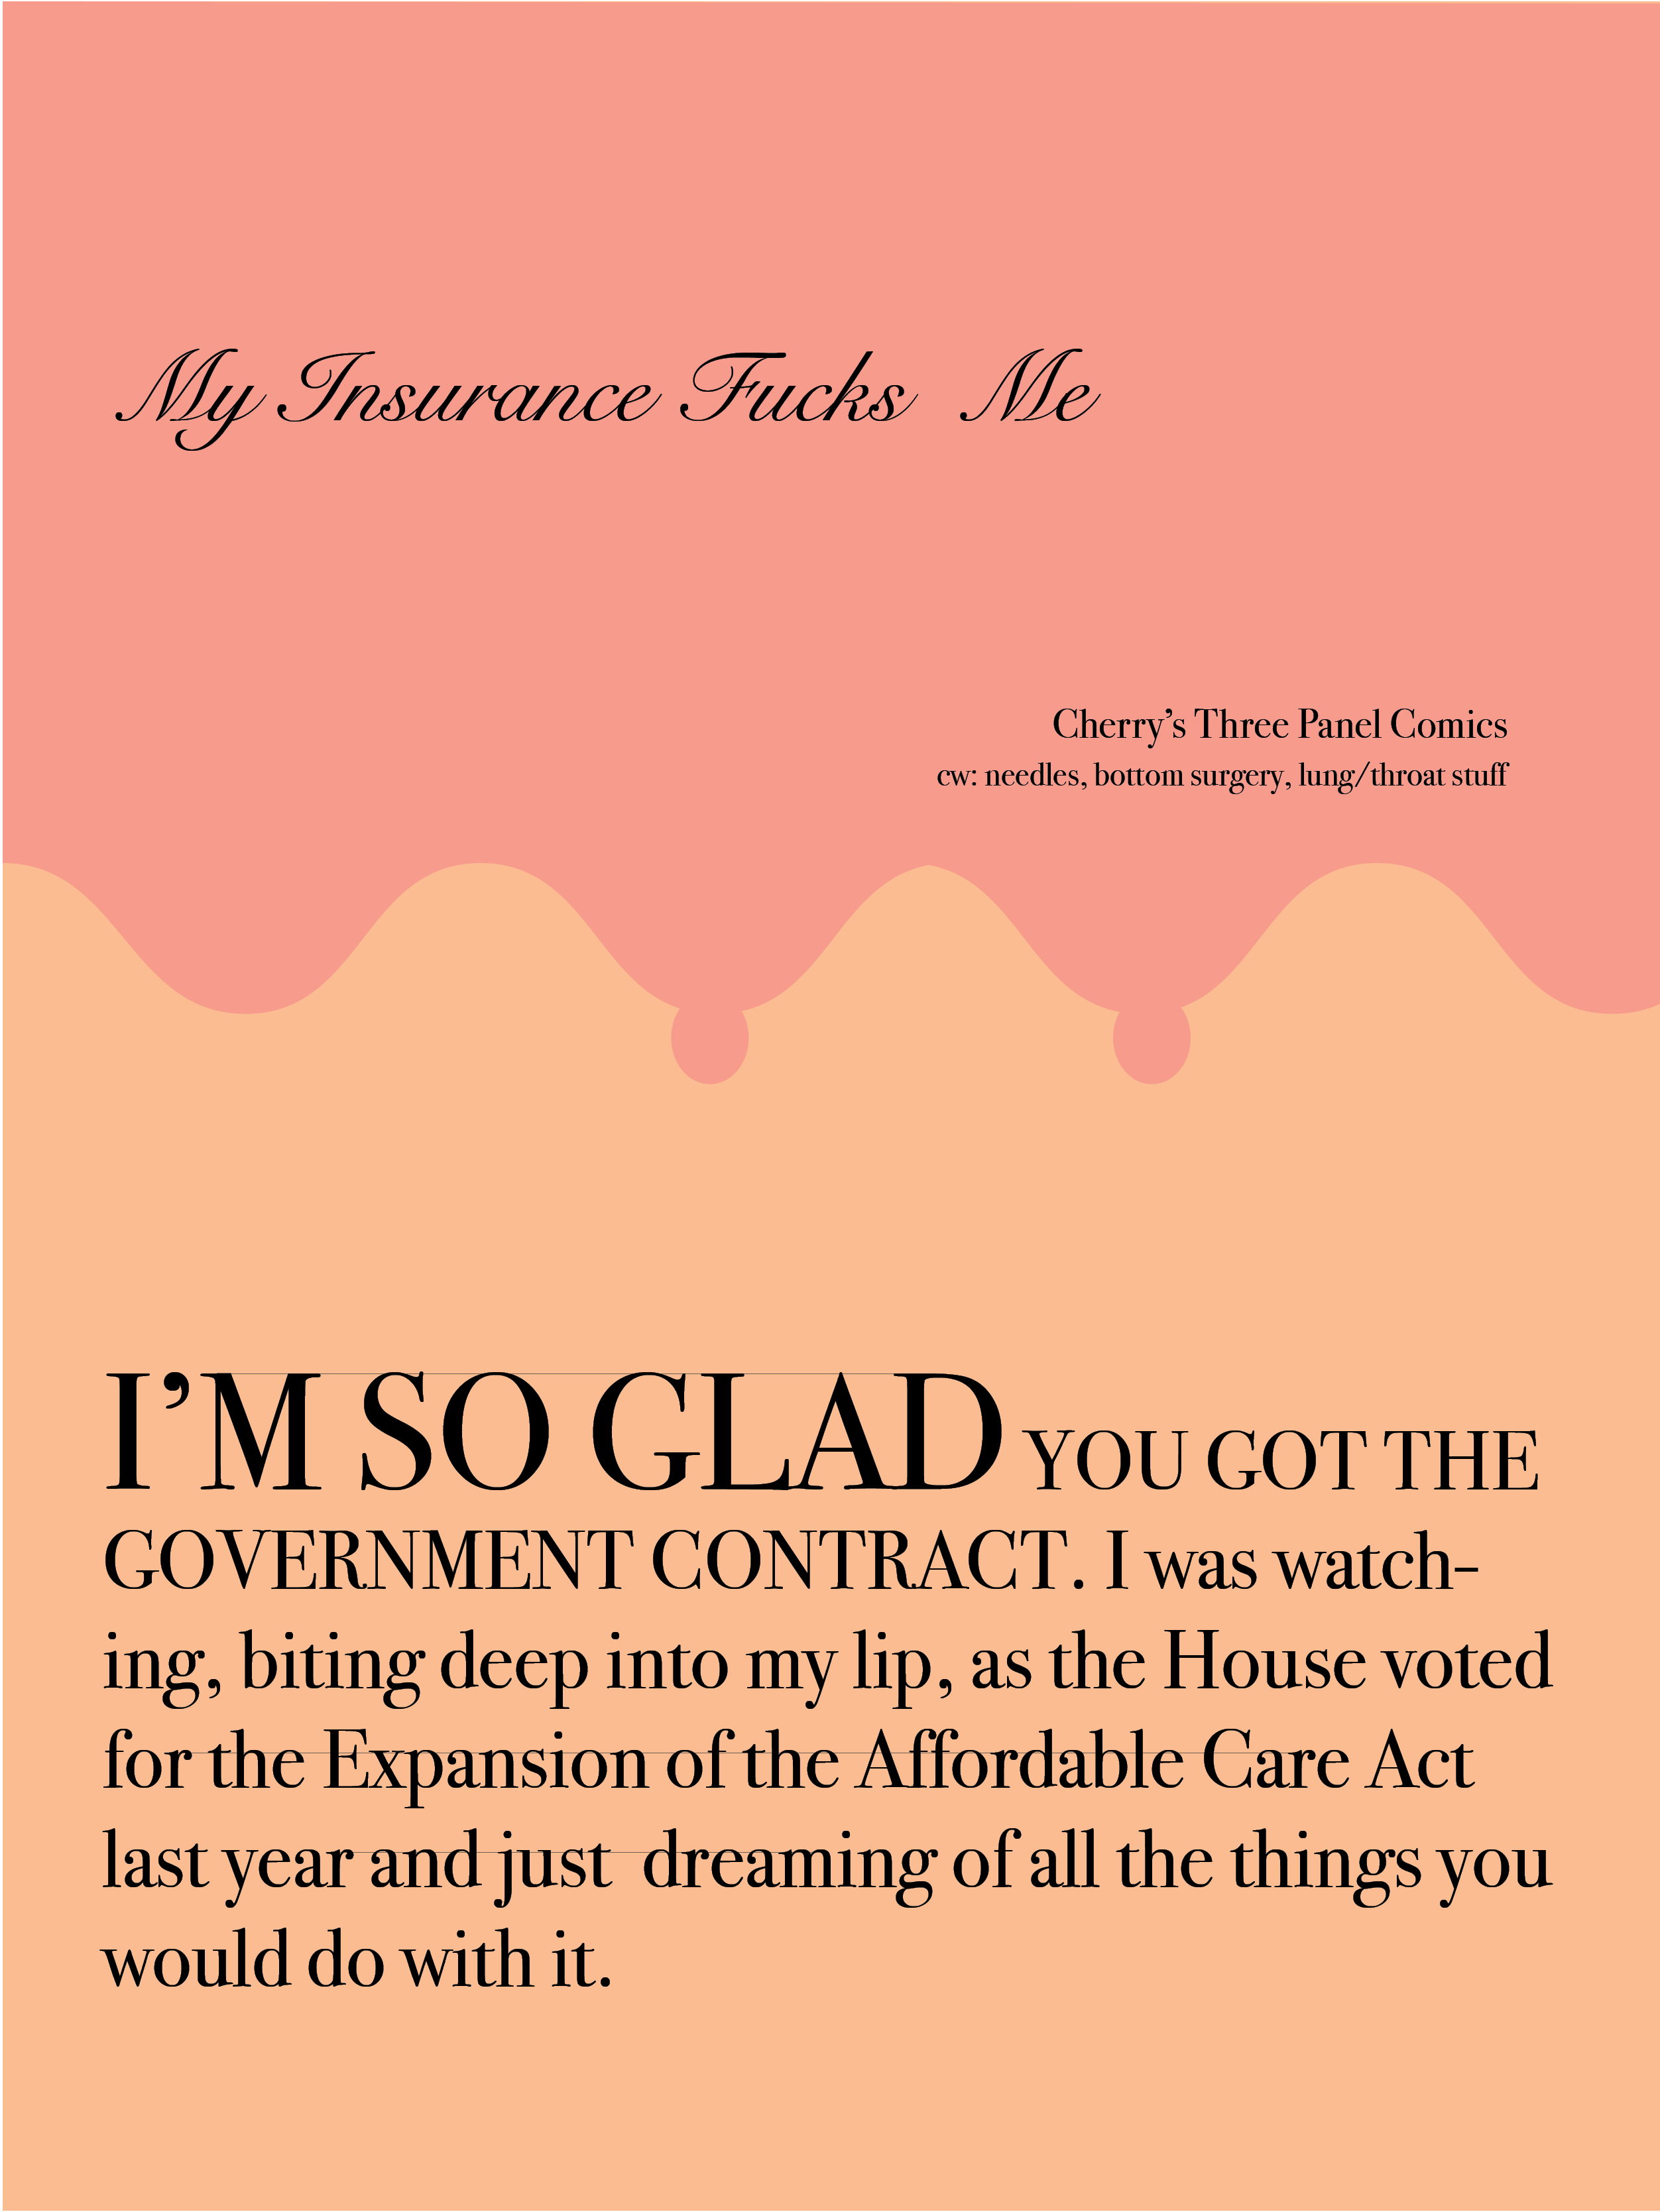 My Insurance Fucks Me
Cherry’s Three Panel Comics
cw: needles, bottom surgery, lung/throat stuff
I’M SO GLAD YOU GOT THE
GOVERNMENT CONTRACT. I was watch-
ing, biting deep into my lip, as the House voted
for the Expansion of the Affordable Care Act
last year and just dreaming of all the things you
would do with it.